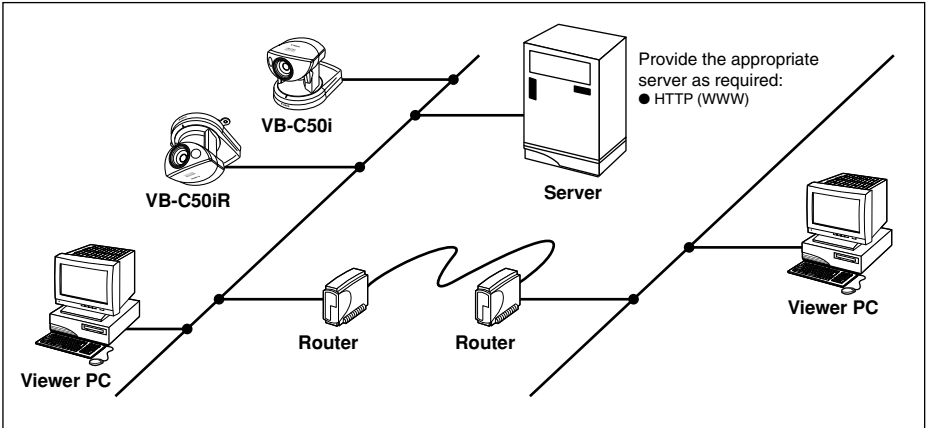 Provide the appropriate
server as required:
● HTTP (WWW)
VB-C50i
VB-C50iR
Server
Viewer PC
Router
Router
Viewer PC